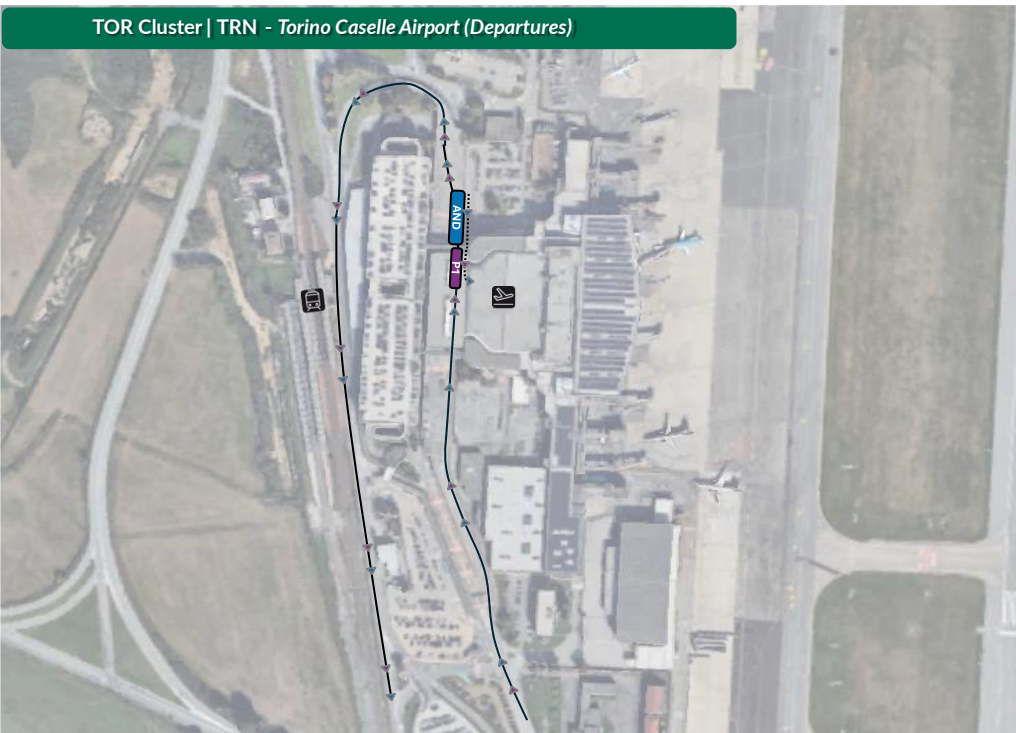 TOR Cluster | TRN - Torino Caselle Airport (Departures)
AND
P1